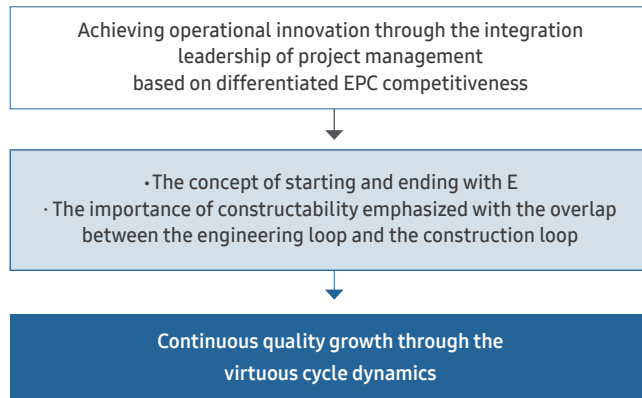 Achieving operational innovation through the integration
leadership of project management
based on differentiated EPC competitiveness
·The concept of starting and ending with E
· The importance of constructability emphasized with the overlap
between the engineering loop and the construction loop
Continuous quality growth through the
virtuous cycle dynamics